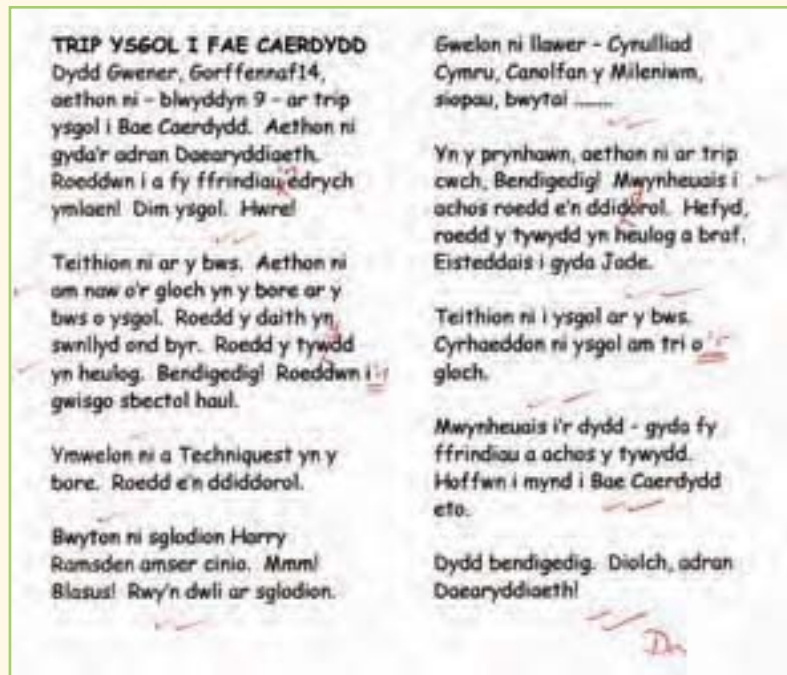 TRIP YSGOL I FAE CAERDYDD
Dydd Gwener, Gorffennaf14,
aethon ni - blwyddyn 9 - ar trip
ysgol i Bae Caerdydd. Aethon ni
gyda'r adran Daearyddiaeth.
Roeddwn i a fy ffrindiau edrych
ymlaen! Dim ysgol. Hwre!
Teithion ni ar y bws. Aethon ni
am naw o'r gloch yn y bore ar y
bws o ysgol. Roedd y daith yn
swnllyd ond byr. Roedd y tywdd
yn heulog. Bendigedig! Roeddwn i
gwisgo sbectol haul.
Ymwelon ni a Techniquest yn y
bore. Roedd e'n ddiddorol.
Bwyton ni sglodion Harry
Ramsden amser cinio. Mmm!
Blasus! Rwy'n dwli ar sglodion.
Gwelon ni llawer - Cynulliad
Cymru, Canolfan y Mileniwm,
siopau, bwytai .......
Yn y prynhawn, aethon ni ar trip
cwch, Bendigedig! Mwynheuais i
achos roedd e'n ddidorol. Hefyd,
roedd y tywydd yn heulog a braf.
Eisteddais i gyda Jade.
Teithion ni i ysgol ar y bws.
Cyrhaeddon ni ysgol am tri o 'r
gloch.
Mwynheuais i'r dydd - gyda fy
ffrindiau a achos y tywydd.
Hoffwn i mynd i Bae Caerdydd
eto.
Dydd bendigedig. Diolch, adran
Daearyddiaeth!